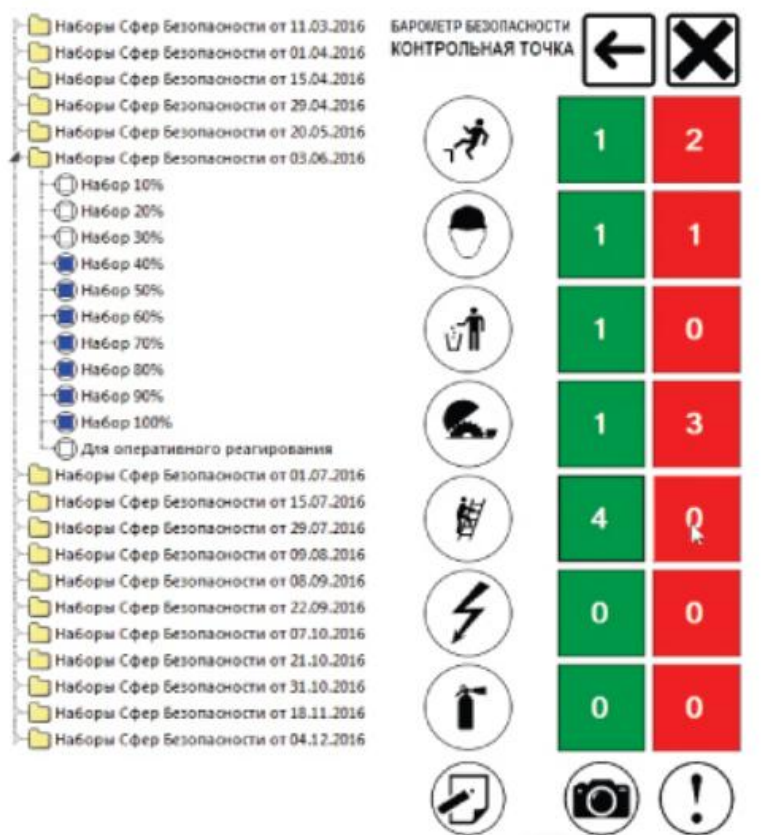 Наборы Сфер Безопасности от 11.03.2016
Наборы Сфер Безопасности от 01.04.2016
Наборы Сфер Безопасности от 15.04.2016
Наборы Сфер Безопасности от 29.04.2016
Наборы Сфер Безопасности от 20.05.2016
Наборы Сфер Безопасности от 03.06.2016
Набор 10%
Набор 20%
Набор 30%
Набор 40%
Набор 50%
Набор 60%
Набор 70%
Набор 80%
Набор 90%
Набор 100%
Для оперативного реагирования
Наборы Сфер Безопасности от 01.07.2016
Наборы Сфер Безопасности от 15.07.2016
Наборы Сфер Безопасности от 29.07.2016
Наборы Сфер Безопасности от 09.08.2016
Наборы Сфер Безопасности от 08.09.2016
Наборы Сфер Безопасности от 22.09.2016
Наборы Сфер Безопасности от 07.10.2016
Наборы Сфер Безопасности от 21.10.2016
Наборы Сфер Безопасности от 31.10.2016
Наборы Сфер Безопасности от 18.11.2016
Наборы Сфер Безопасности от 04.12.2016
БАРОМЕТР БЕЗОПАСНОСТИ
КОНТРОЛЬНАЯ ТОЧКА
1 2
1 1
1 0
1 3
4 0
0 0
0 0